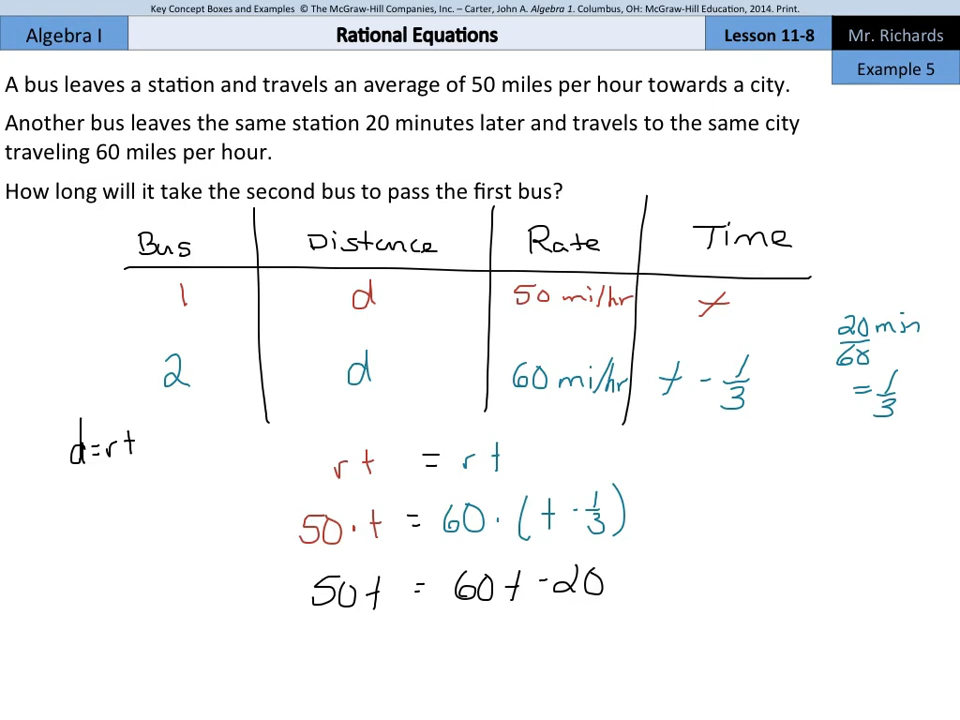 Key Concept Boxes and Examples © The McGraw-Hill Companies, Inc. – Carter, John A. Algebra 1. Columbus, OH: McGraw-Hill Education, 2014. Print.
Algebra I Rational Equations Lesson 11-8 Mr. Richards
Example 5
A bus leaves a station and travels an average of 50 miles per hour towards a city.
Another bus leaves the same station 20 minutes later and travels to the same city
traveling 60 miles per hour.
How long will it take the second bus to pass the first bus?
Bus Distance Rate Time
1 d 50 mi/hr t
2 d 60 mi/hr t - 1/3
20/60 min
= 1/3
d=rt
rt = rt
50·t = 60·(t - 1/3)
50t = 60t -20